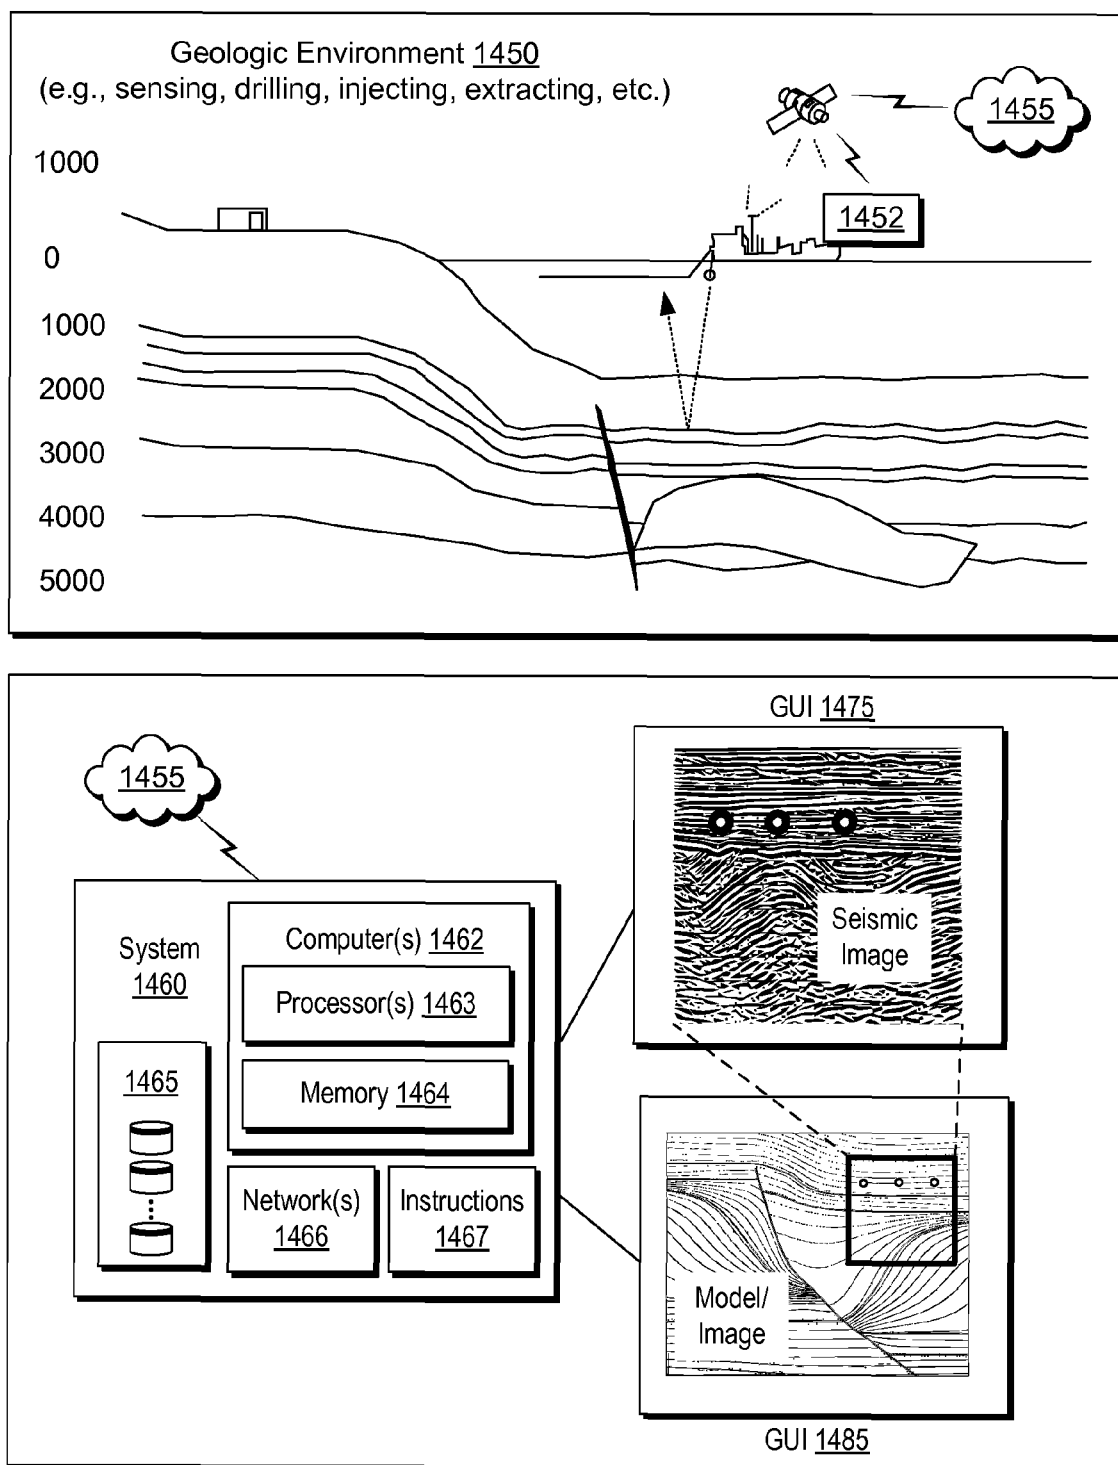 Geologic Environment 1450
(e.g., sensing, drilling, injecting, extracting, etc.)
1455
1452
1000
0
1000
2000
3000
4000
5000
GUI 1475
1455
Seismic
Image
System
1460
Computer(s) 1462
Processor(s) 1463
Memory 1464
1465
Network(s)
1466
Instructions
1467
Model/
Image
GUI 1485